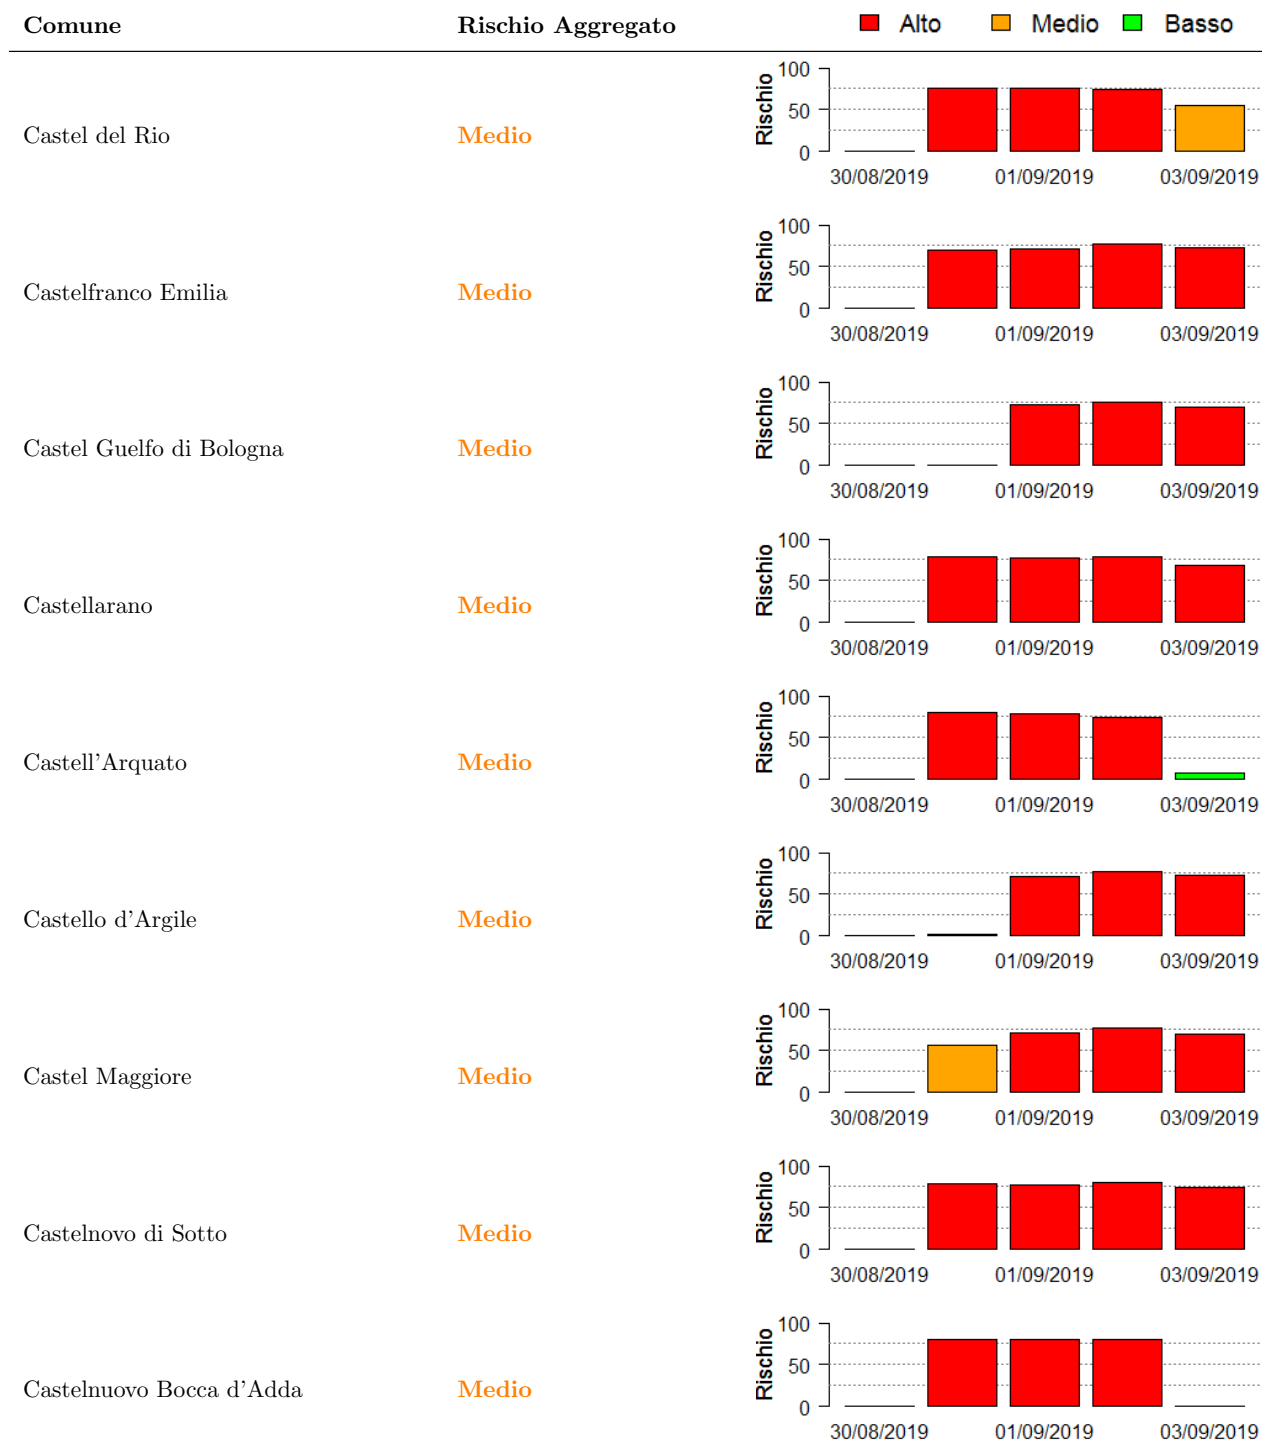 Comune Rischio Aggregato Alto Medio Basso
Castel del Rio Medio
Rischio
100
50
0
30/08/2019 01/09/2019 03/09/2019
Castelfranco Emilia Medio
Rischio
100
50
0
30/08/2019 01/09/2019 03/09/2019
Castel Guelfo di Bologna Medio
Rischio
100
50
0
30/08/2019 01/09/2019 03/09/2019
Castellarano Medio
Rischio
100
50
0
30/08/2019 01/09/2019 03/09/2019
Castell'Arquato Medio
Rischio
100
50
0
30/08/2019 01/09/2019 03/09/2019
Castello d'Argile Medio
Rischio
100
50
0
30/08/2019 01/09/2019 03/09/2019
Castel Maggiore Medio
Rischio
100
50
0
30/08/2019 01/09/2019 03/09/2019
Castelnovo di Sotto Medio
Rischio
100
50
0
30/08/2019 01/09/2019 03/09/2019
Castelnuovo Bocca d'Adda Medio
Rischio
100
50
0
30/08/2019 01/09/2019 03/09/2019